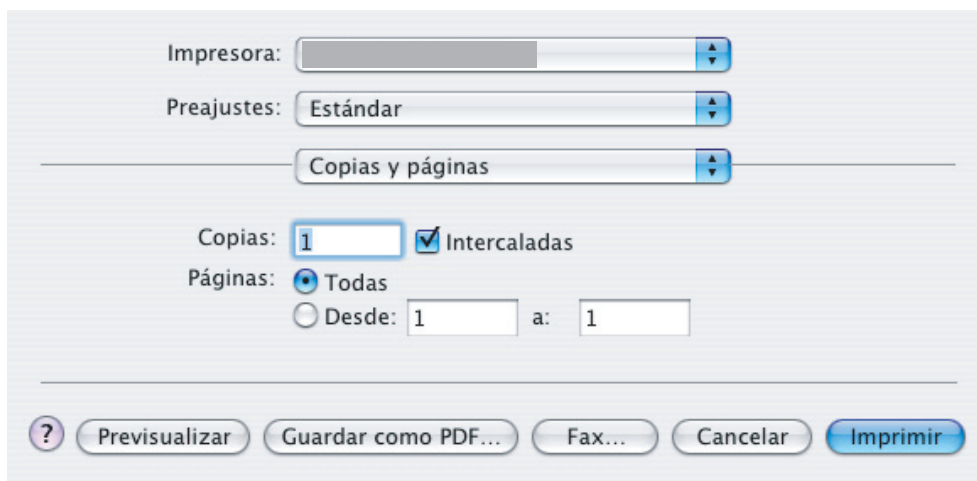 Impresora:
Preajustes: Estándar
Copias y páginas
Copias: 1 Intercaladas
Páginas: Todas
Desde: 1 a: 1
? Previsualizar Guardar como PDF... Fax... Cancelar Imprimir